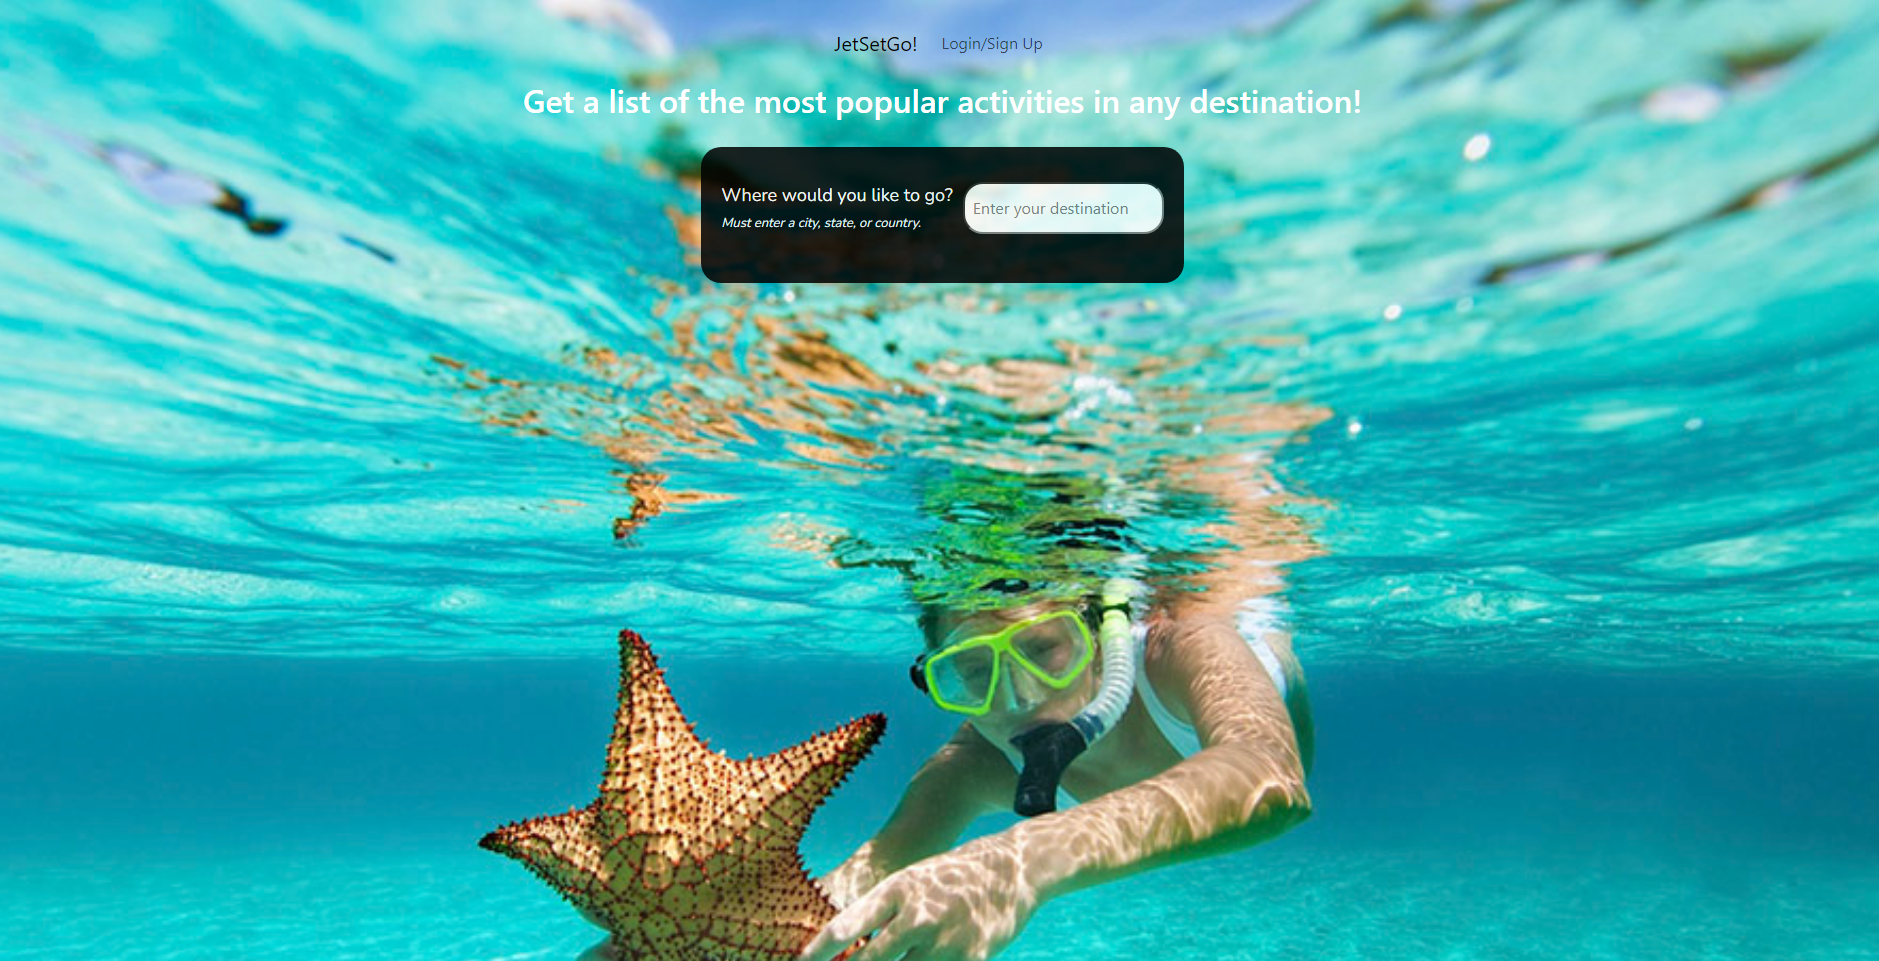 JetSetGo! Login/Sign Up
Get a list of the most popular activities in any destination!
Where would you like to go?
Must enter a city, state, or country.
Enter your destination